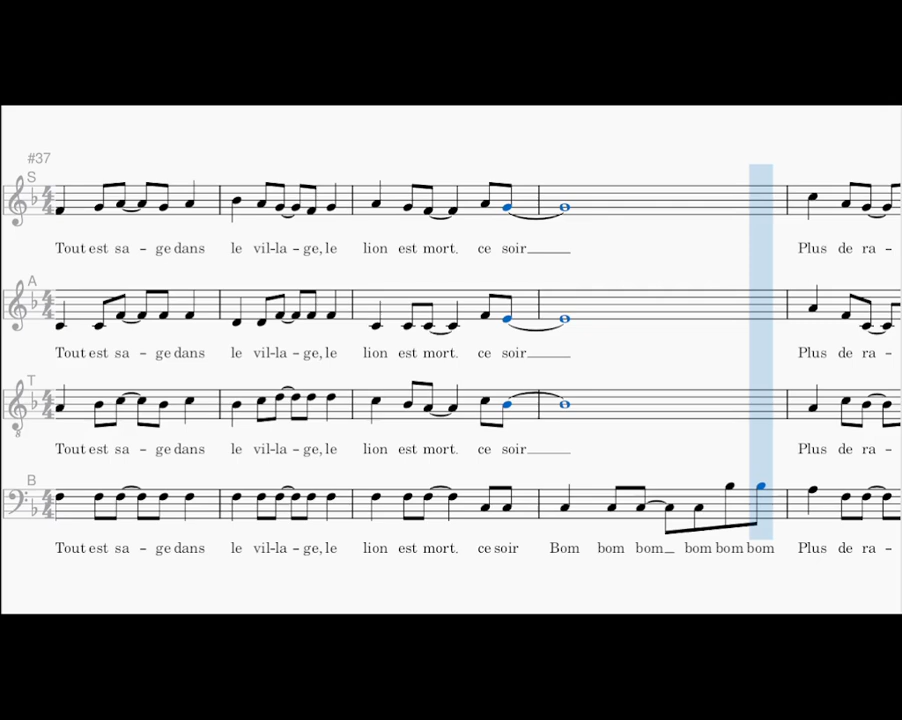 #37
S
Tout est sa - ge dans le vil-la - ge, le lion est mort. ce soir Plus de ra -
A
Tout est sa - ge dans le vil-la - ge, le lion est mort. ce soir Plus de ra -
T
8
Tout est sa - ge dans le vil-la - ge, le lion est mort. ce soir Plus de ra -
B
Tout est sa - ge dans le vil-la - ge, le lion est mort. ce soir Bom bom bom bom bom bom Plus de ra -